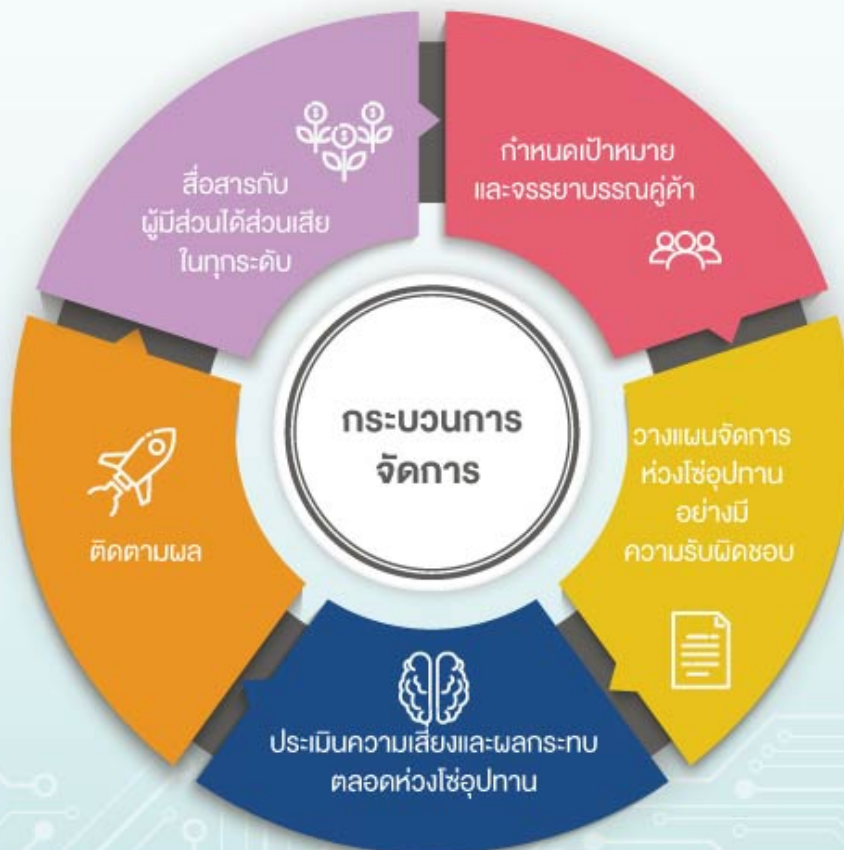 สื่อสารกับ
ผู้มีส่วนได้ส่วนเสีย
ในทุกระดับ
กำหนดเป้าหมาย
และจรรยาบรรณคู่ค้า
กระบวนการ
จัดการ
วางแผนจัดการ
ห่วงโซ่อุปทาน
อย่างมี
ความรับผิดชอบ
ติดตามผล
ประเมินความเสี่ยงและผลกระทบ
ตลอดห่วงโซ่อุปทาน